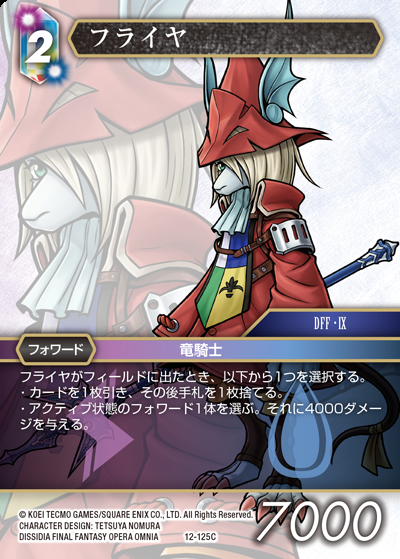 2
フライヤ
DFF・IX
フォワード
竜騎士
フライヤがフィールドに出たとき、以下から1つを選択する。
・カードを1枚引き、その後手札を1枚捨てる。
・アクティブ状態のフォワード1体を選ぶ。それに4000ダメー
ジを与える。
© KOEI TECMO GAMES/SQUARE ENIX CO., LTD. All Rights Reserved.
CHARACTER DESIGN: TETSUYA NOMURA
DISSIDIA FINAL FANTASY OPERA OMNIA 12-125C
7000